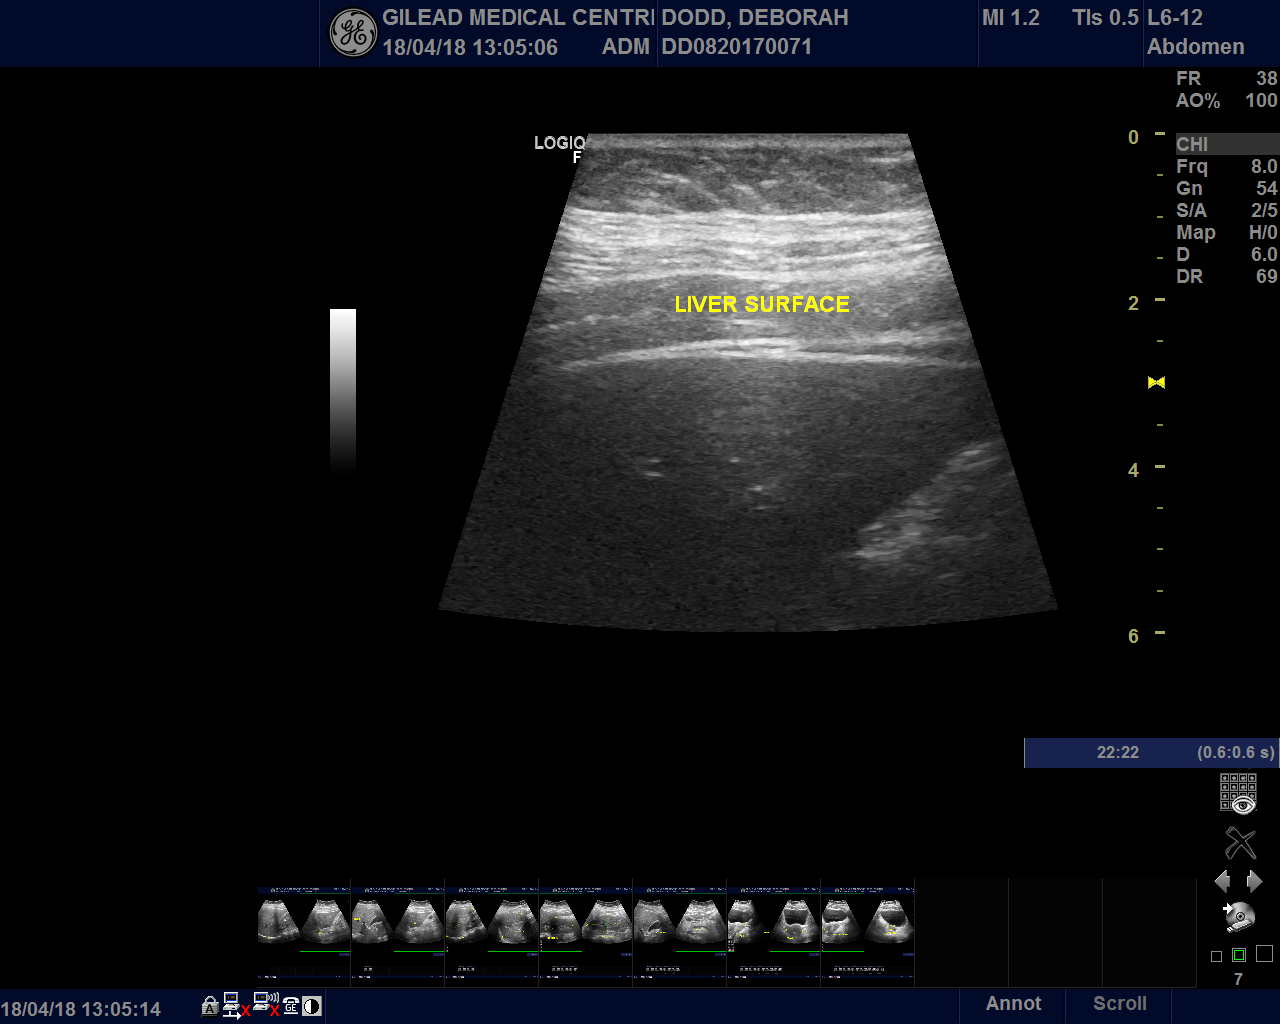 GILEAD MEDICAL CENTR
DODD, DEBORAH
MI 1.2 TIs 0.5
L6-12
18/04/18 13:05:06 ADM
DD0820170071
Abdomen
FR 38
AO% 100
LOGIQ
F
CHI
Frq 8.0
Gn 54
S/A 2/5
Map H/0
D 6.0
DR 69
0
2
4
6
LIVER SURFACE
22:22 (0.6:0.6 s)
7
18/04/18 13:05:14
Annot
Scroll